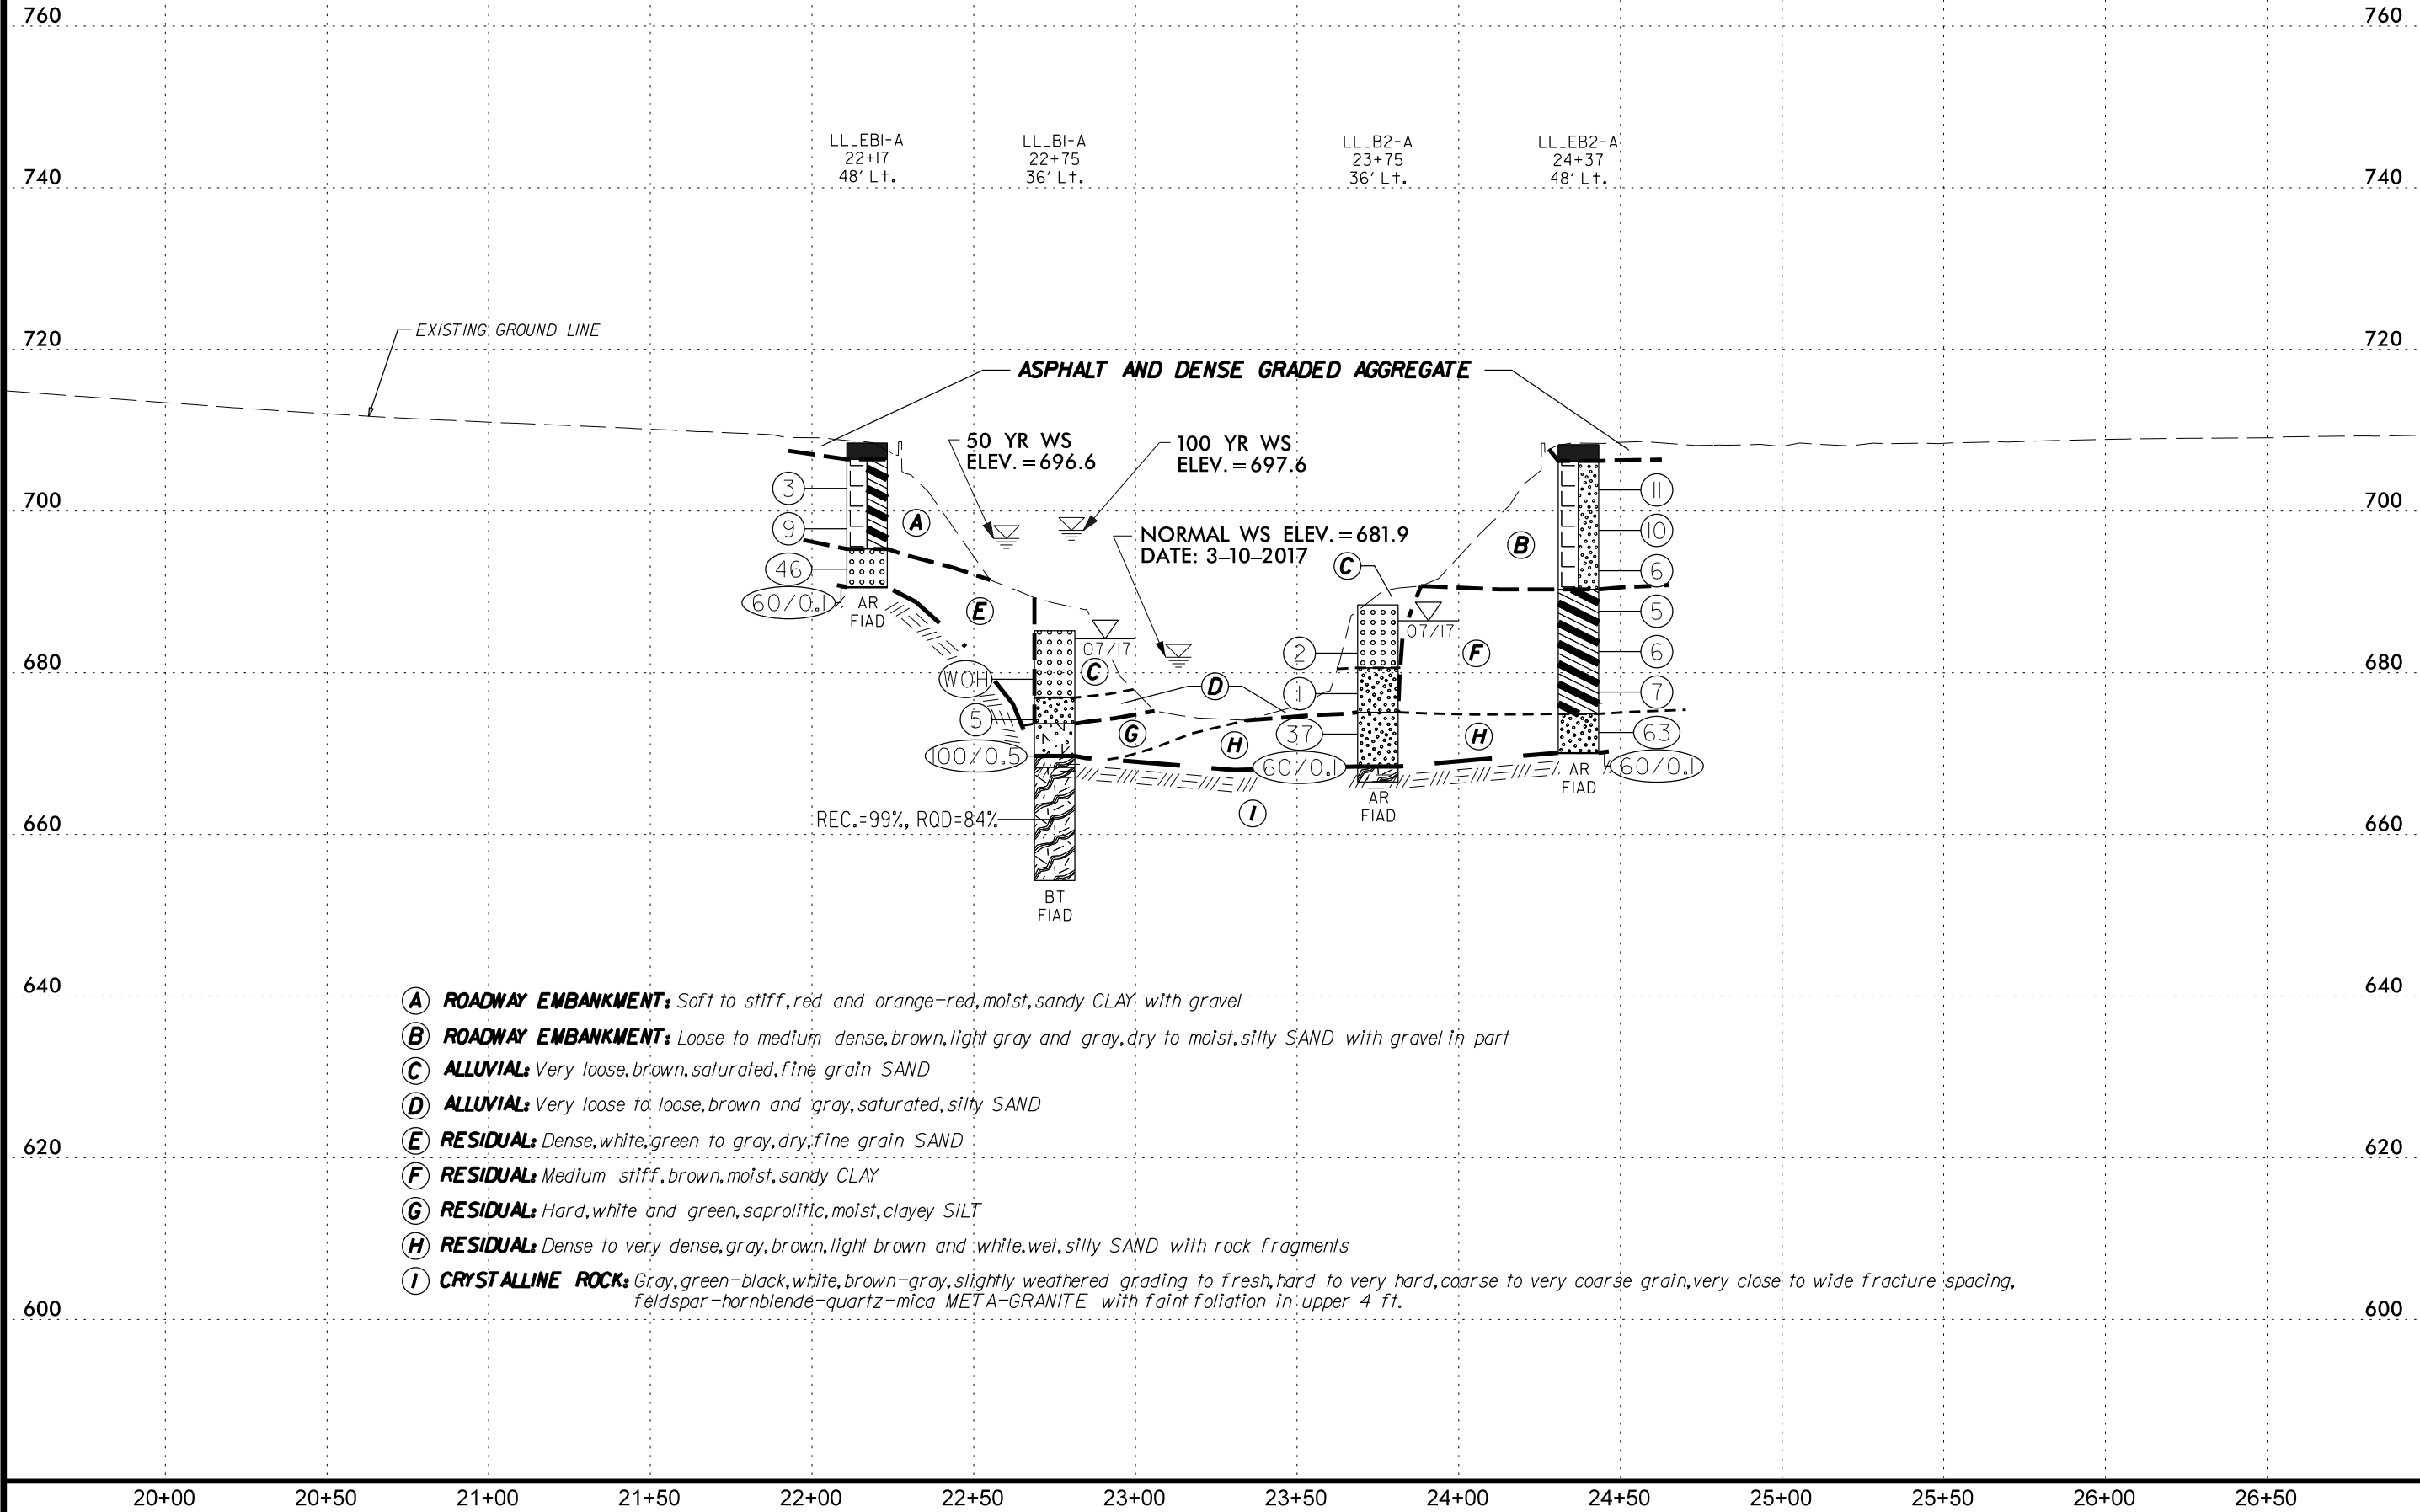 760
760
LL_EB1-A
22+17
48' Lt.
LL_B1-A
22+75
36' Lt.
LL_B2-A
23+75
36' Lt.
LL_EB2-A
24+37
48' Lt.
740
740
EXISTING GROUND LINE
720
720
ASPHALT AND DENSE GRADED AGGREGATE
50 YR WS
ELEV.=696.6
100 YR WS
ELEV.=697.6
NORMAL WS ELEV.=681.9
DATE: 3-10-2017
700
700
3
9
46
60/0.1
AR
FIAD
A
E
C
B
11
10
6
5
6
7
63
60/0.1
AR
FIAD
07/17
C
07/17
F
680
680
WOH
5
100/0.5
D
G
H
2
1
37
60/0.1
H
AR
FIAD
I
REC.=99%, RQD=84%
660
660
BT
FIAD
640
640
A ROADWAY EMBANKMENT: Soft to stiff, red and orange-red, moist, sandy CLAY with gravel
B ROADWAY EMBANKMENT: Loose to medium dense, brown, light gray and gray, dry to moist, silty SAND with gravel in part
C ALLUVIAL: Very loose, brown, saturated, fine grain SAND
D ALLUVIAL: Very loose to loose, brown and gray, saturated, silty SAND
E RESIDUAL: Dense, white, green to gray, dry, fine grain SAND
620
620
F RESIDUAL: Medium stiff, brown, moist, sandy CLAY
G RESIDUAL: Hard, white and green, saprolitic, moist, clayey SILT
H RESIDUAL: Dense to very dense, gray, brown, light brown and white, wet, silty SAND with rock fragments
I CRYSTALLINE ROCK: Gray, green-black, white, brown-gray, slightly weathered grading to fresh, hard to very hard, coarse to very coarse grain, very close to wide fracture spacing,
feldspar-hornblende-quartz-mica META-GRANITE with faint foliation in upper 4 ft.
600
600
20+00
20+50
21+00
21+50
22+00
22+50
23+00
23+50
24+00
24+50
25+00
25+50
26+00
26+50